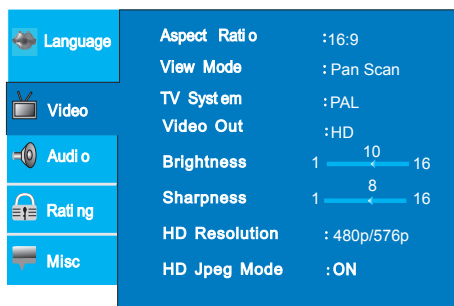 Language
Video
Audio
Rating
Misc
Aspect Ratio :16:9
View Mode : Pan Scan
TV System :PAL
Video Out :HD
Brightness 1 10 16
Sharpness 1 8 16
HD Resolution : 480p/576p
HD Jpeg Mode :ON